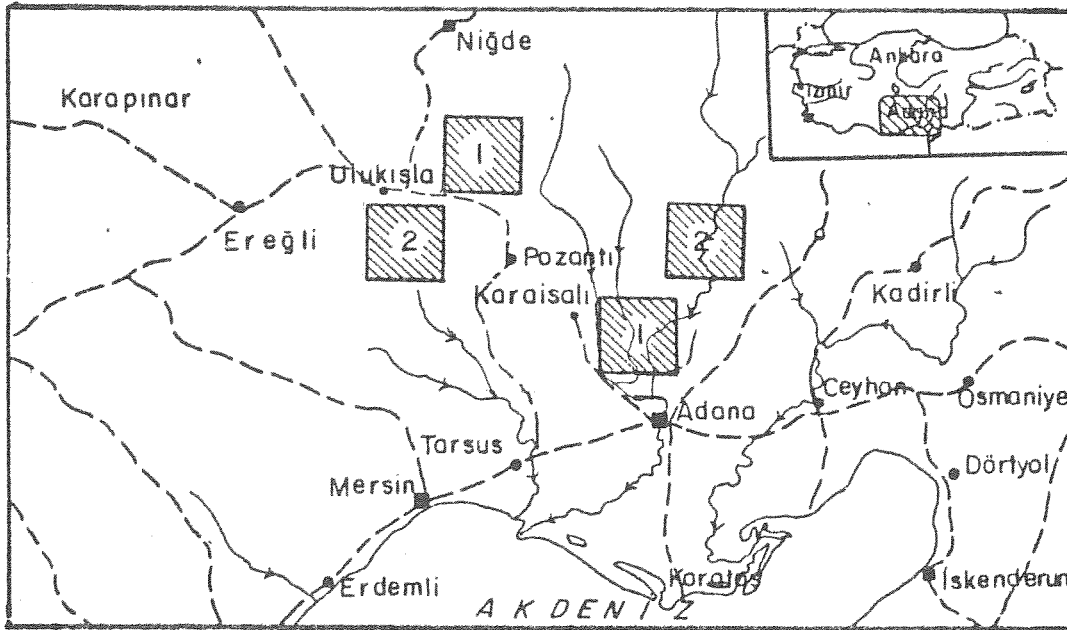 Niğde
Ankara
Karapınar
İzmir
Adana
1
Ulukışla
2
2
Ereğli
Pozantı
Karaisalı
Kadirli
1
Ceyhan
Osmaniye
Adana
Tarsus
Dörtyol
Mersin
Karataş
İskenderun
Erdemli
AKDENİZ